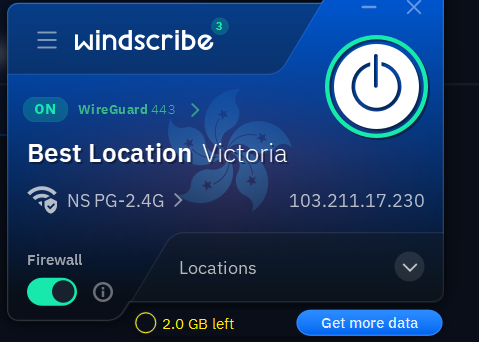 windscribe 3
ON WireGuard 443
Best Location Victoria
NS PG-2.4G 103.211.17.230
Firewall
Locations
2.0 GB left Get more data